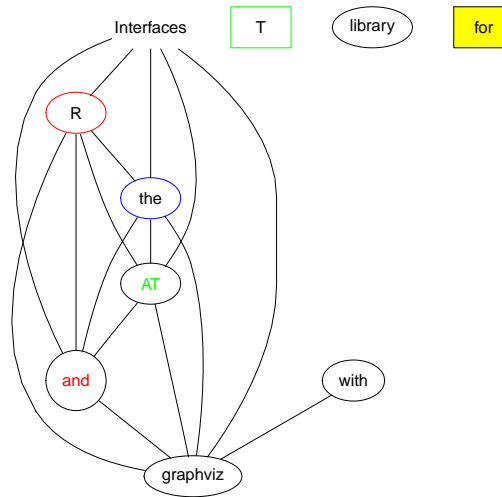 Interfaces
T
library
for
R
the
AT
and
with
graphviz